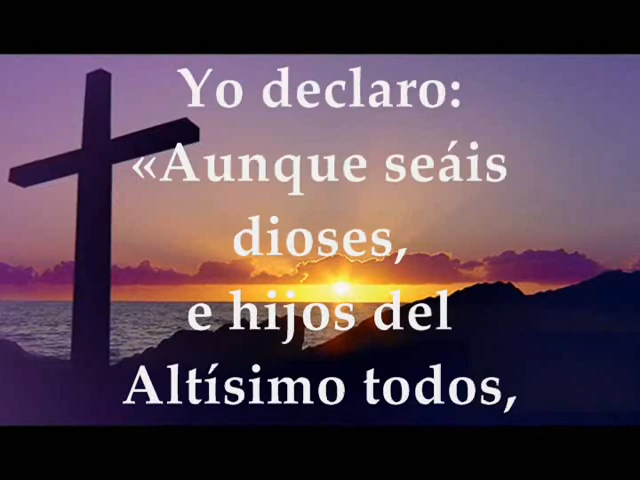 Yo declaro:
«Aunque seáis
dioses,
e hijos del
Altísimo todos,